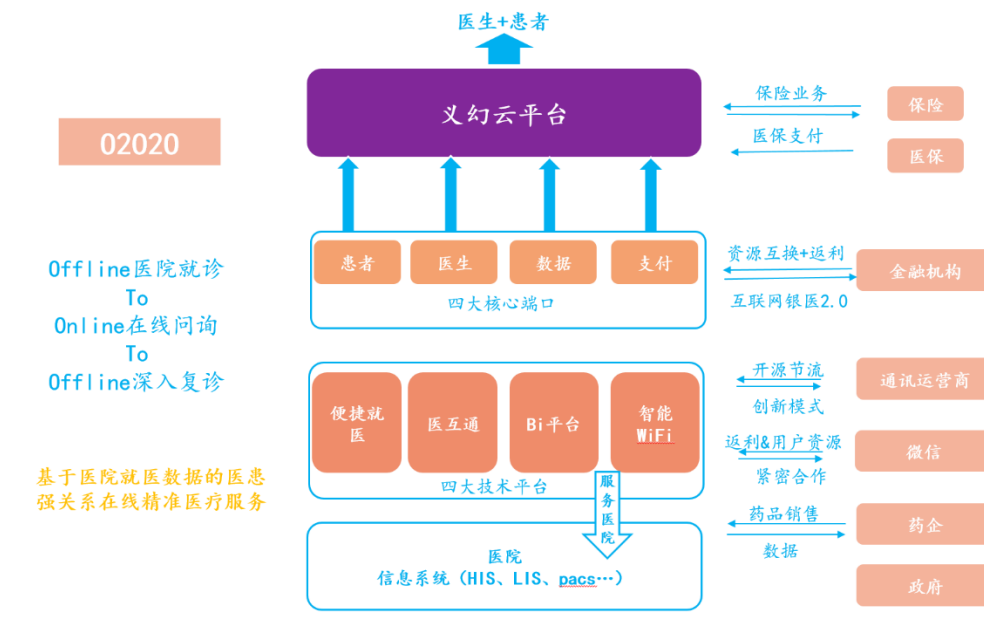 医生+患者
义幻云平台
保险业务
保险
医保支付
医保
O2O2O
Offline医院就诊
To
Online在线问询
To
Offline深入复诊
基于医院就医数据的医患
强关系在线精准医疗服务
患者
医生
数据
支付
四大核心端口
资源互换+返利
互联网银医2.0
金融机构
便捷就
医
医互通
Bi平台
智能
WiFi
四大技术平台
服务医院
开源节流
创新模式
通讯运营商
返利&用户资源
紧密合作
微信
药品销售
数据
药企
政府
医院
信息系统（HIS、LIS、pacs…）